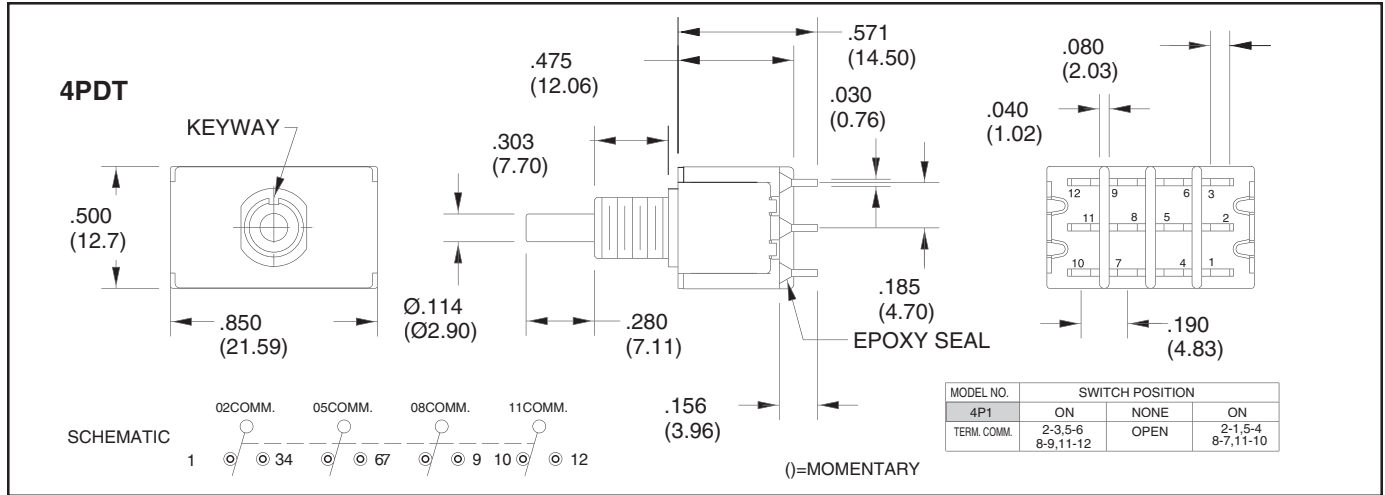 4PDT
KEYWAY
.500
(12.7)
.850
(21.59)
.475
(12.06)
.571
(14.50)
.303
(7.70)
.030
(0.76)
Ø.114
(Ø2.90)
.280
(7.11)
.185
(4.70)
EPOXY SEAL
.156
(3.96)
.080
(2.03)
.040
(1.02)
12 9 6 3
11 8 5 2
10 7 4 1
.190
(4.83)
SCHEMATIC
02COMM. 05COMM. 08COMM. 11COMM.
1 34 67 9 10 12
()=MOMENTARY
MODEL NO. SWITCH POSITION
4P1 ON NONE ON
TERM. COMM. 2-3,5-6 OPEN 2-1,5-4
8-9,11-12 8-7,11-10